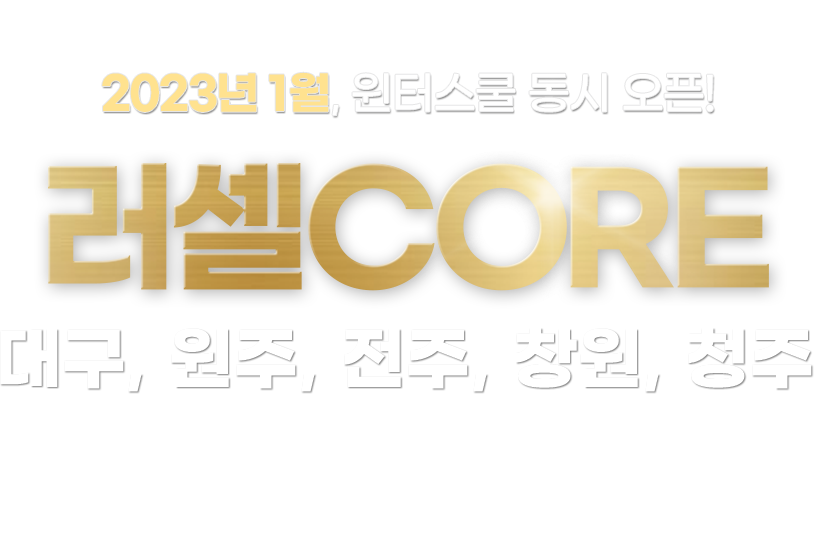 2023년 1월, 윈터스쿨 동시 오픈!
러셀CORE
대구, 원주, 전주, 창원, 청주